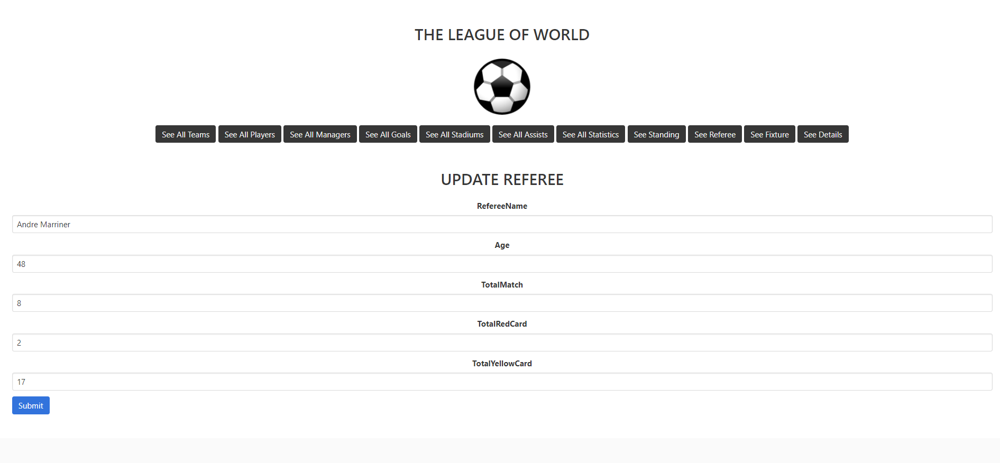 THE LEAGUE OF WORLD
See All Teams See All Players See All Managers See All Goals See All Stadiums See All Assists See All Statistics See Standing See Referee See Fixture See Details
UPDATE REFEREE
RefereeName
Andre Marriner
Age
48
TotalMatch
8
TotalRedCard
2
TotalYellowCard
17
Submit